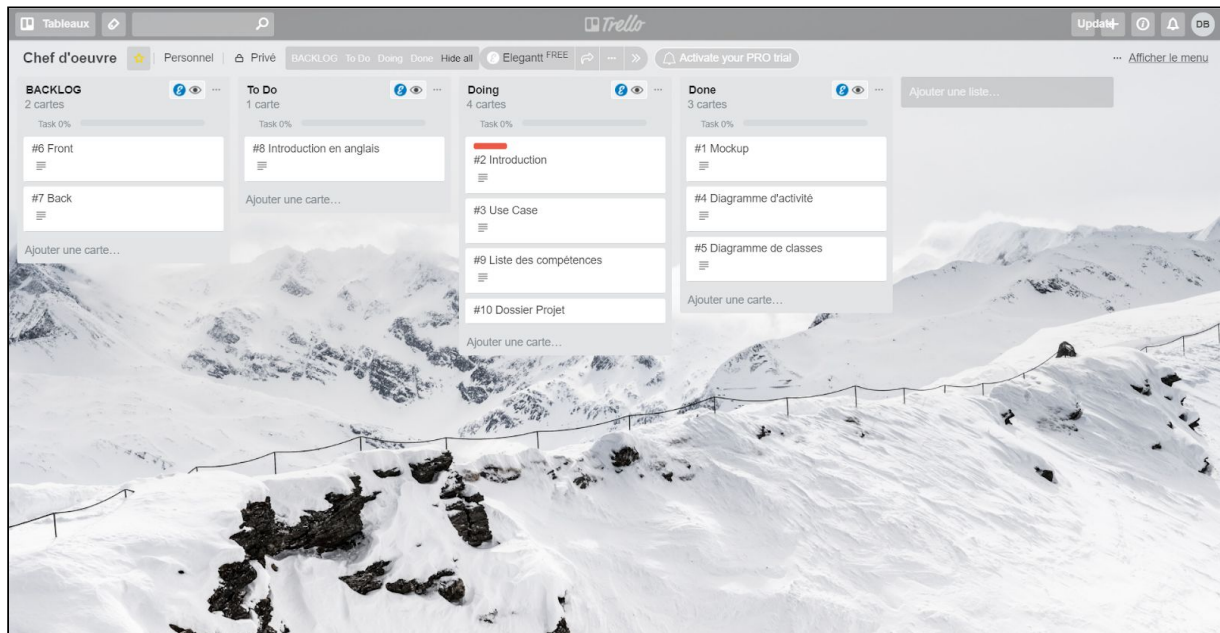 Tableaux
Trello
Update
DB
Chef d'oeuvre
Personnel
Privé
BACKLOG To Do Doing Done Hide all
Elegantt FREE
Activate your PRO trial
... Afficher le menu
BACKLOG
2 cartes
Task 0%
#6 Front
#7 Back
Ajouter une carte…
To Do
1 carte
Task 0%
#8 Introduction en anglais
Ajouter une carte…
Doing
4 cartes
Task 0%
#2 Introduction
#3 Use Case
#9 Liste des compétences
#10 Dossier Projet
Ajouter une carte…
Done
3 cartes
Task 0%
#1 Mockup
#4 Diagramme d'activité
#5 Diagramme de classes
Ajouter une carte…
Ajouter une liste…